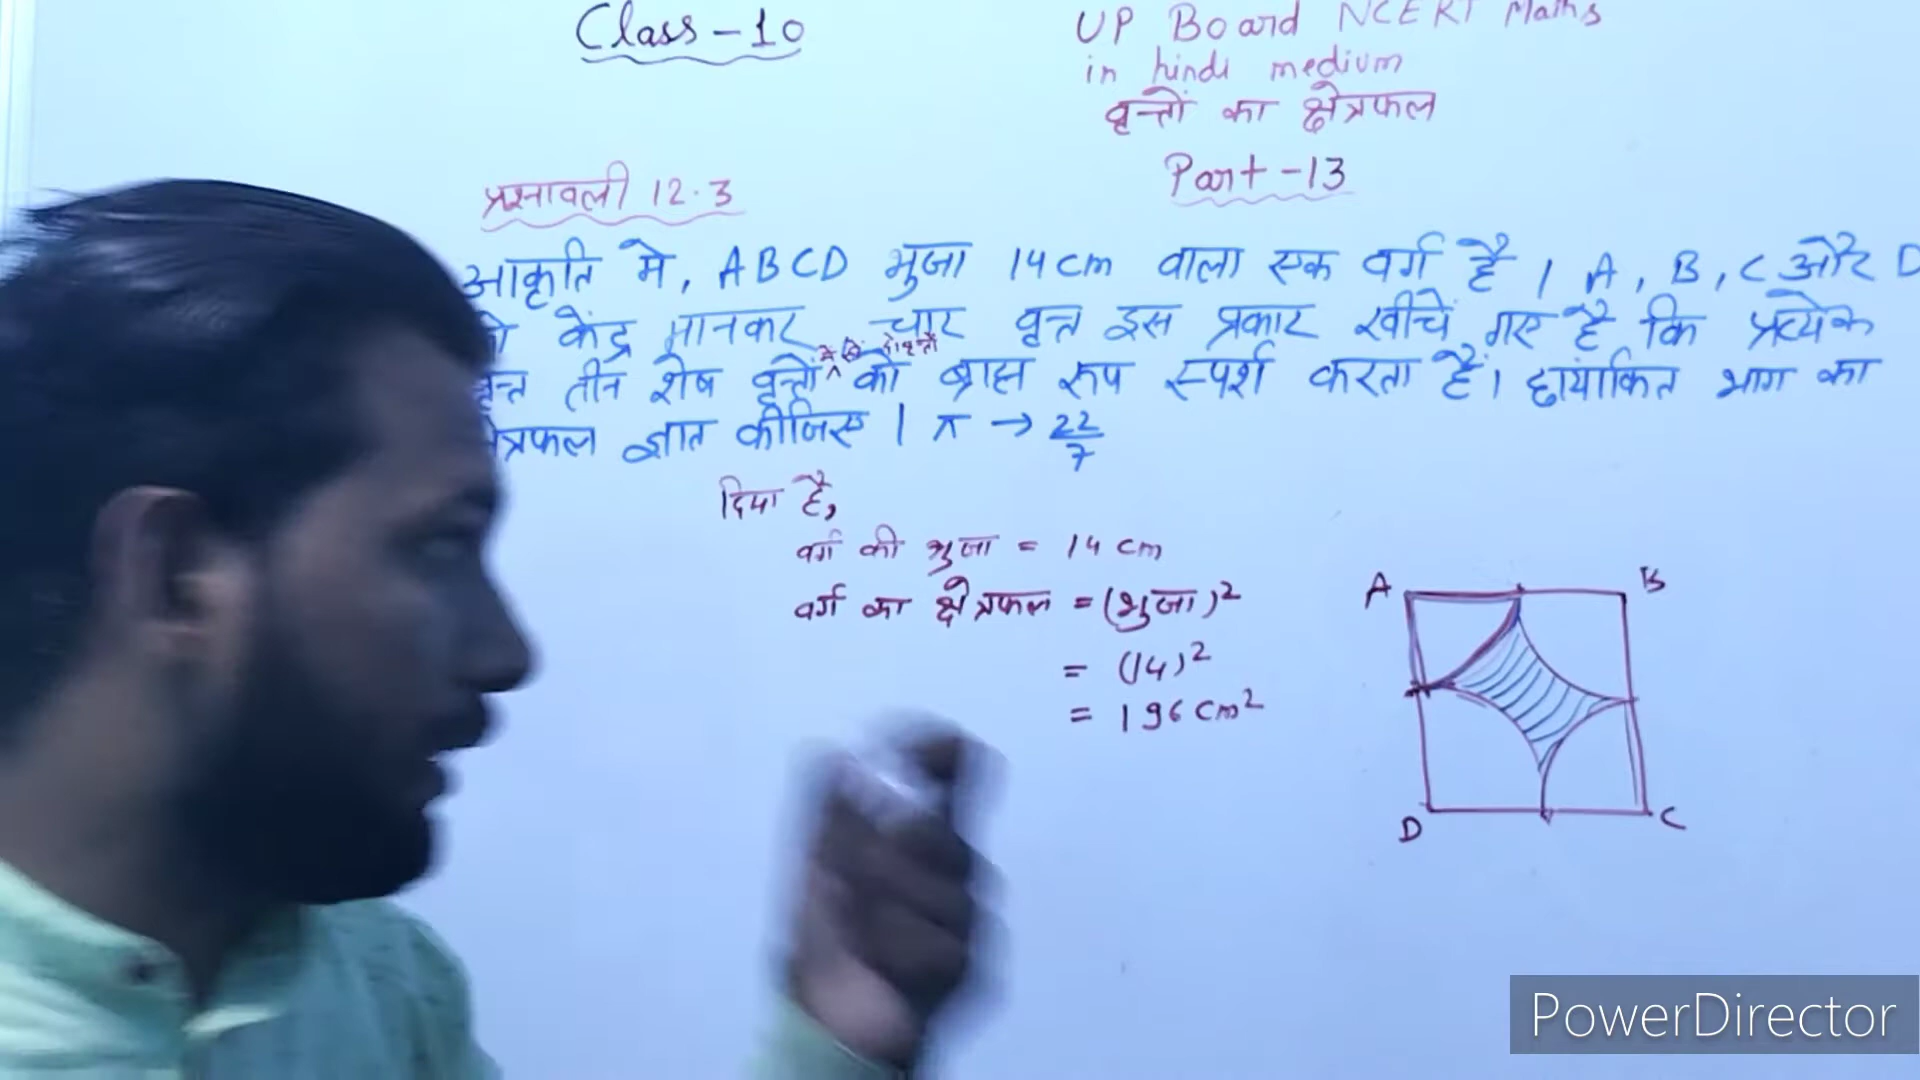 Class-10
UP Board NCERT Maths
in hindi medium
वृत्तों का क्षेत्रफल
Part-13
प्रश्नावली 12.3
आकृति मे, ABCD भुजा 14cm वाला एक वर्ग है । A, B, C और D
केंद्र मानकर चार वृत्त इस प्रकार खींचे गए है कि प्रत्येक
तीन शेष वृत्तों में से दो वृत्तों को ब्राह्म रूप स्पर्श करता है। छायांकित भाग का
ज्ञात कीजिए । π → 22/7
दिया है,
वर्ग की भुजा = 14 cm
वर्ग का क्षेत्रफल = (भुजा)²
= (14)²
= 196 cm²
A B
D C
PowerDirector